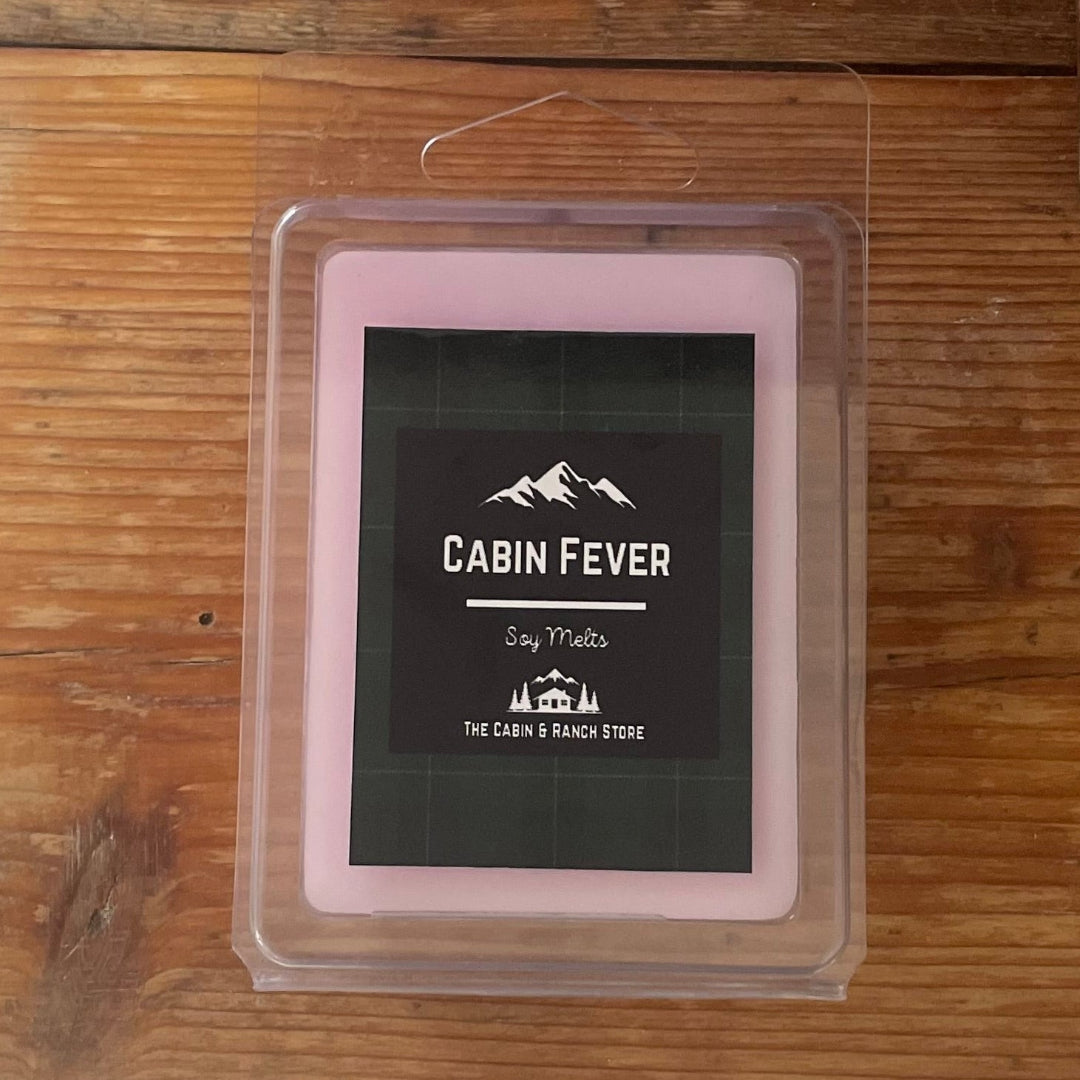 Cabin Fever
Soy Melts
The Cabin & Ranch Store